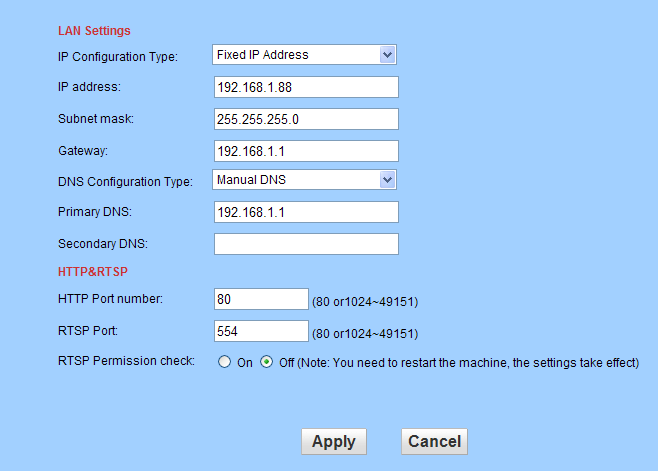 LAN Settings
IP Configuration Type: Fixed IP Address
IP address: 192.168.1.88
Subnet mask: 255.255.255.0
Gateway: 192.168.1.1
DNS Configuration Type: Manual DNS
Primary DNS: 192.168.1.1
Secondary DNS:
HTTP&RTSP
HTTP Port number: 80 (80 or1024~49151)
RTSP Port: 554 (80 or1024~49151)
RTSP Permission check: On Off (Note: You need to restart the machine, the settings take effect)
Apply Cancel